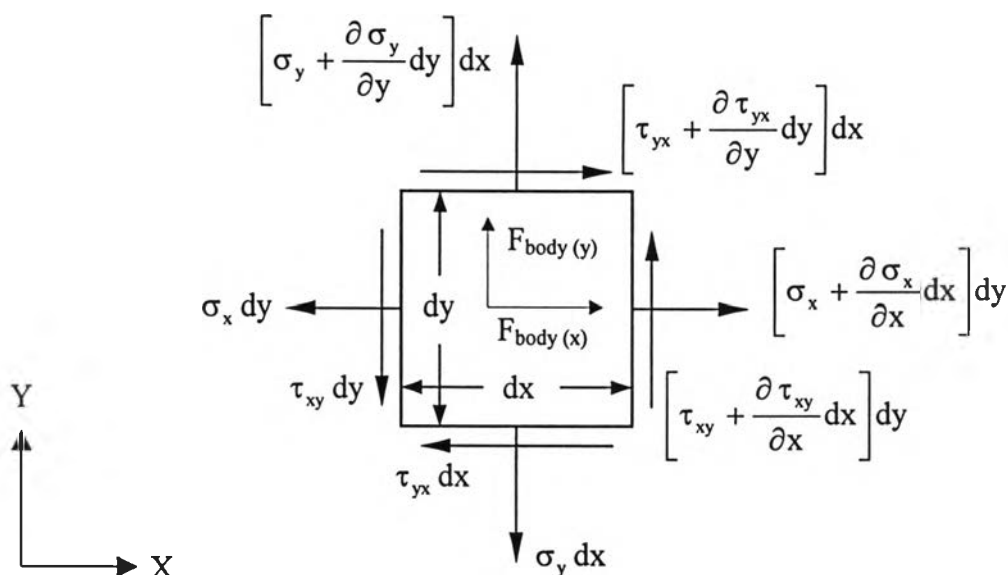 [σ_y + ∂σ_y/∂y dy]dx
[τ_yx + ∂τ_yx/∂y dy]dx
F_body (y)
σ_x dy
dy
F_body (x)
[σ_x + ∂σ_x/∂x dx]dy
τ_xy dy
dx
[τ_xy + ∂τ_xy/∂x dx]dy
Y
τ_yx dx
σ_y dx
X